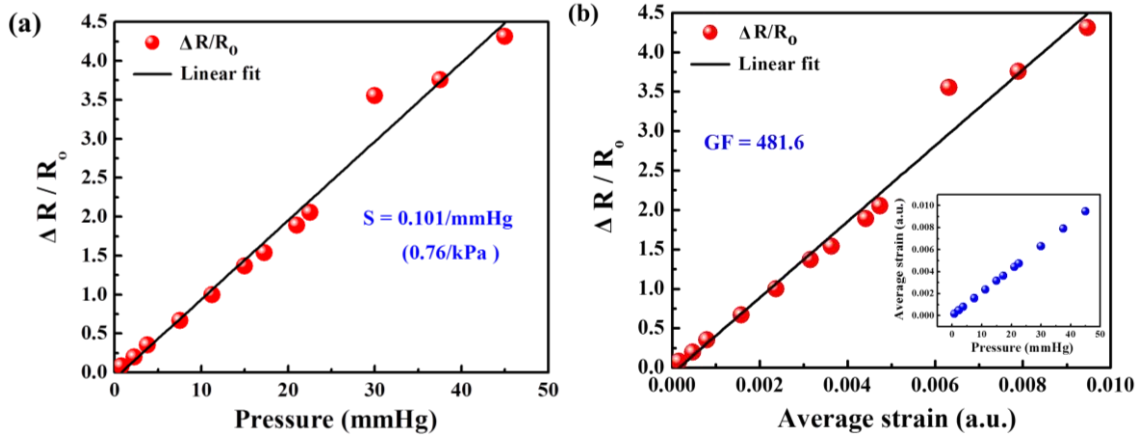 (a)
4.5
4.0
3.5
3.0
2.5
2.0
1.5
1.0
0.5
0.0
Δ R / R₀
ΔR/R₀
Linear fit
S = 0.101/mmHg
(0.76/kPa )
0 10 20 30 40 50
Pressure (mmHg)
(b)
4.5
4.0
3.5
3.0
2.5
2.0
1.5
1.0
0.5
0.0
Δ R / R₀
ΔR/R₀
Linear fit
GF = 481.6
0.010
0.008
0.006
0.004
0.002
0.000
Average strain (a.u.)
0 10 20 30 40 50
Pressure (mmHg)
0.000 0.002 0.004 0.006 0.008 0.010
Average strain (a.u.)